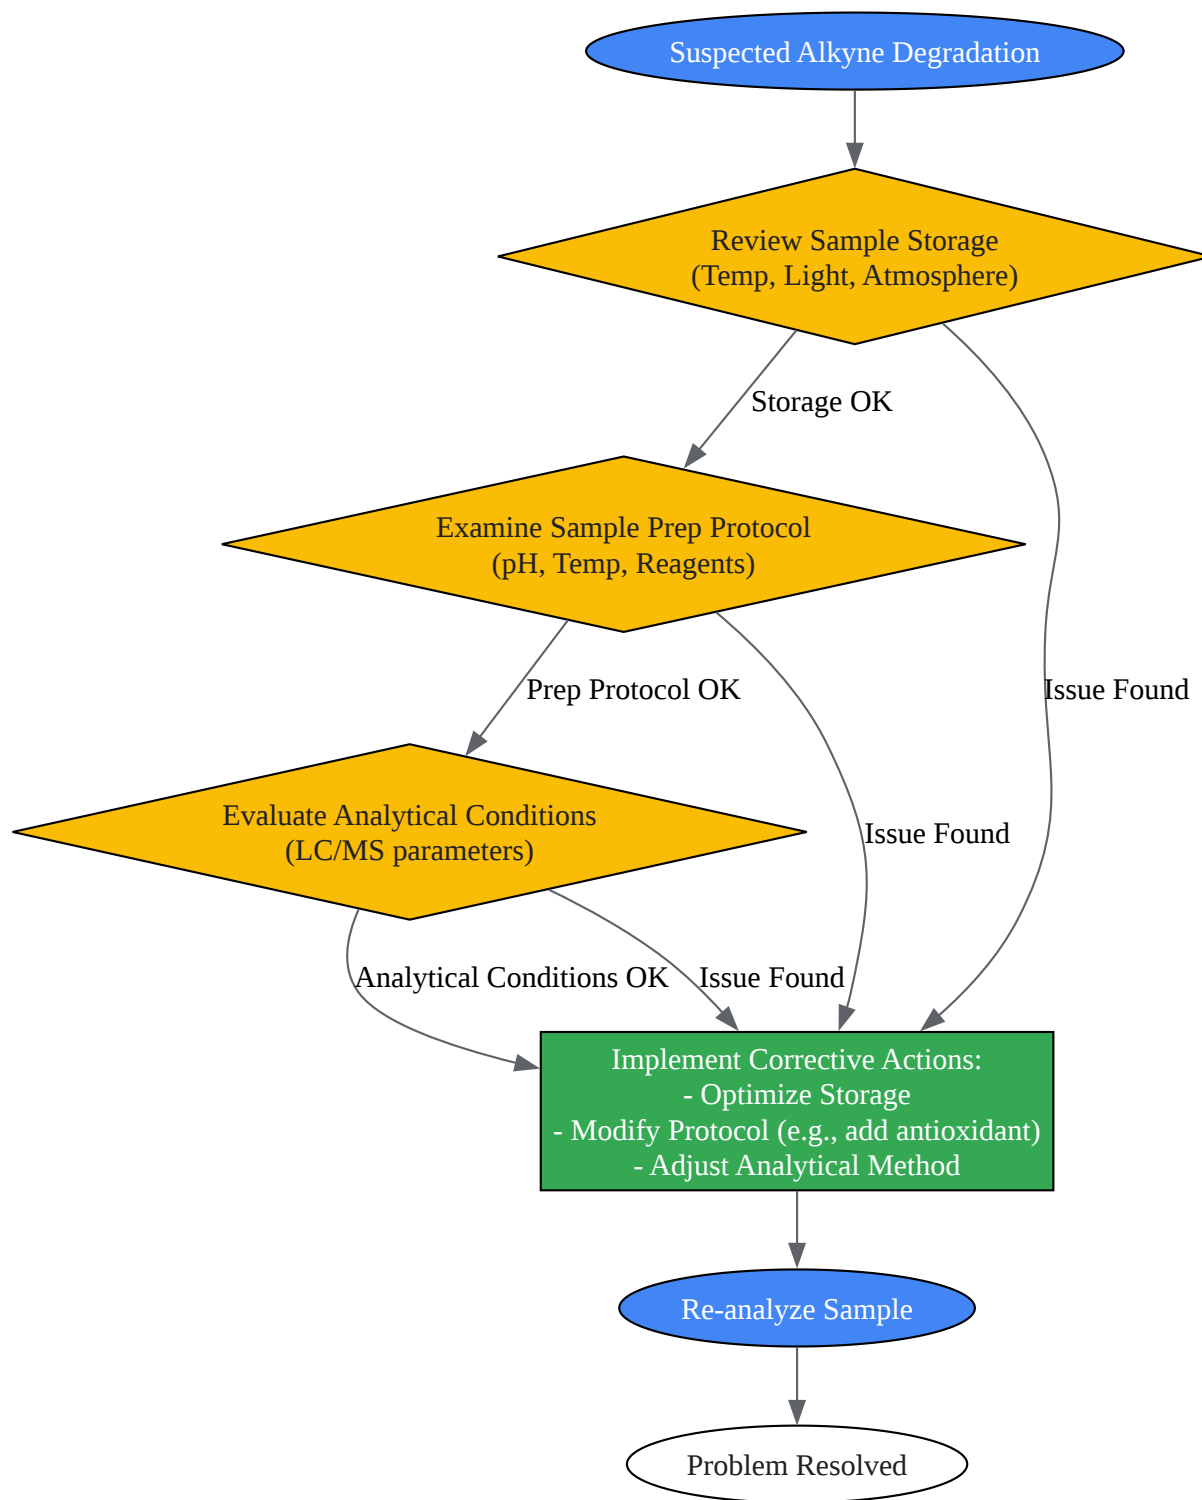 Suspected Alkyne Degradation
Review Sample Storage
(Temp, Light, Atmosphere)
Storage OK
Examine Sample Prep Protocol
(pH, Temp, Reagents)
Prep Protocol OK
Issue Found
Evaluate Analytical Conditions
(LC/MS parameters)
Issue Found
Analytical Conditions OK
Issue Found
Implement Corrective Actions:
- Optimize Storage
- Modify Protocol (e.g., add antioxidant)
- Adjust Analytical Method
Re-analyze Sample
Problem Resolved